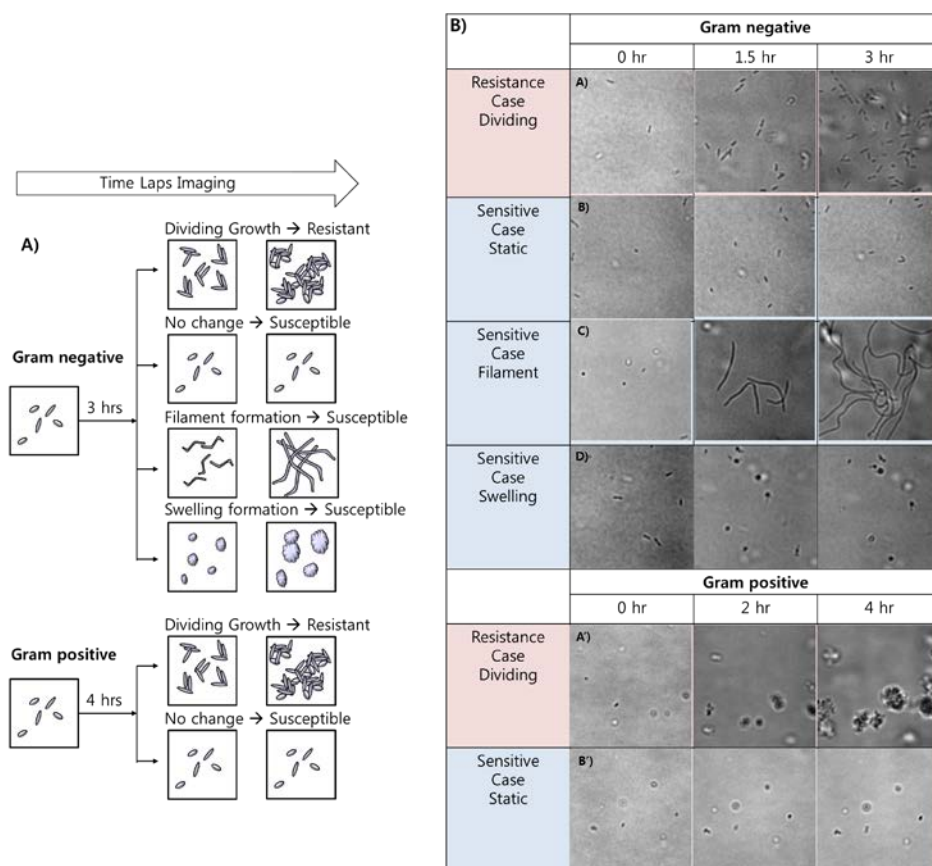 Time Laps Imaging
A)
Dividing Growth → Resistant
No change → Susceptible
Gram negative
3 hrs
Filament formation → Susceptible
Swelling formation → Susceptible
Dividing Growth → Resistant
Gram positive
4 hrs
No change → Susceptible
B)
Gram negative
0 hr
1.5 hr
3 hr
Resistance
Case
Dividing
A)
Sensitive
Case
Static
B)
Sensitive
Case
Filament
C)
Sensitive
Case
Swelling
D)
Gram positive
0 hr
2 hr
4 hr
Resistance
Case
Dividing
A')
Sensitive
Case
Static
B')